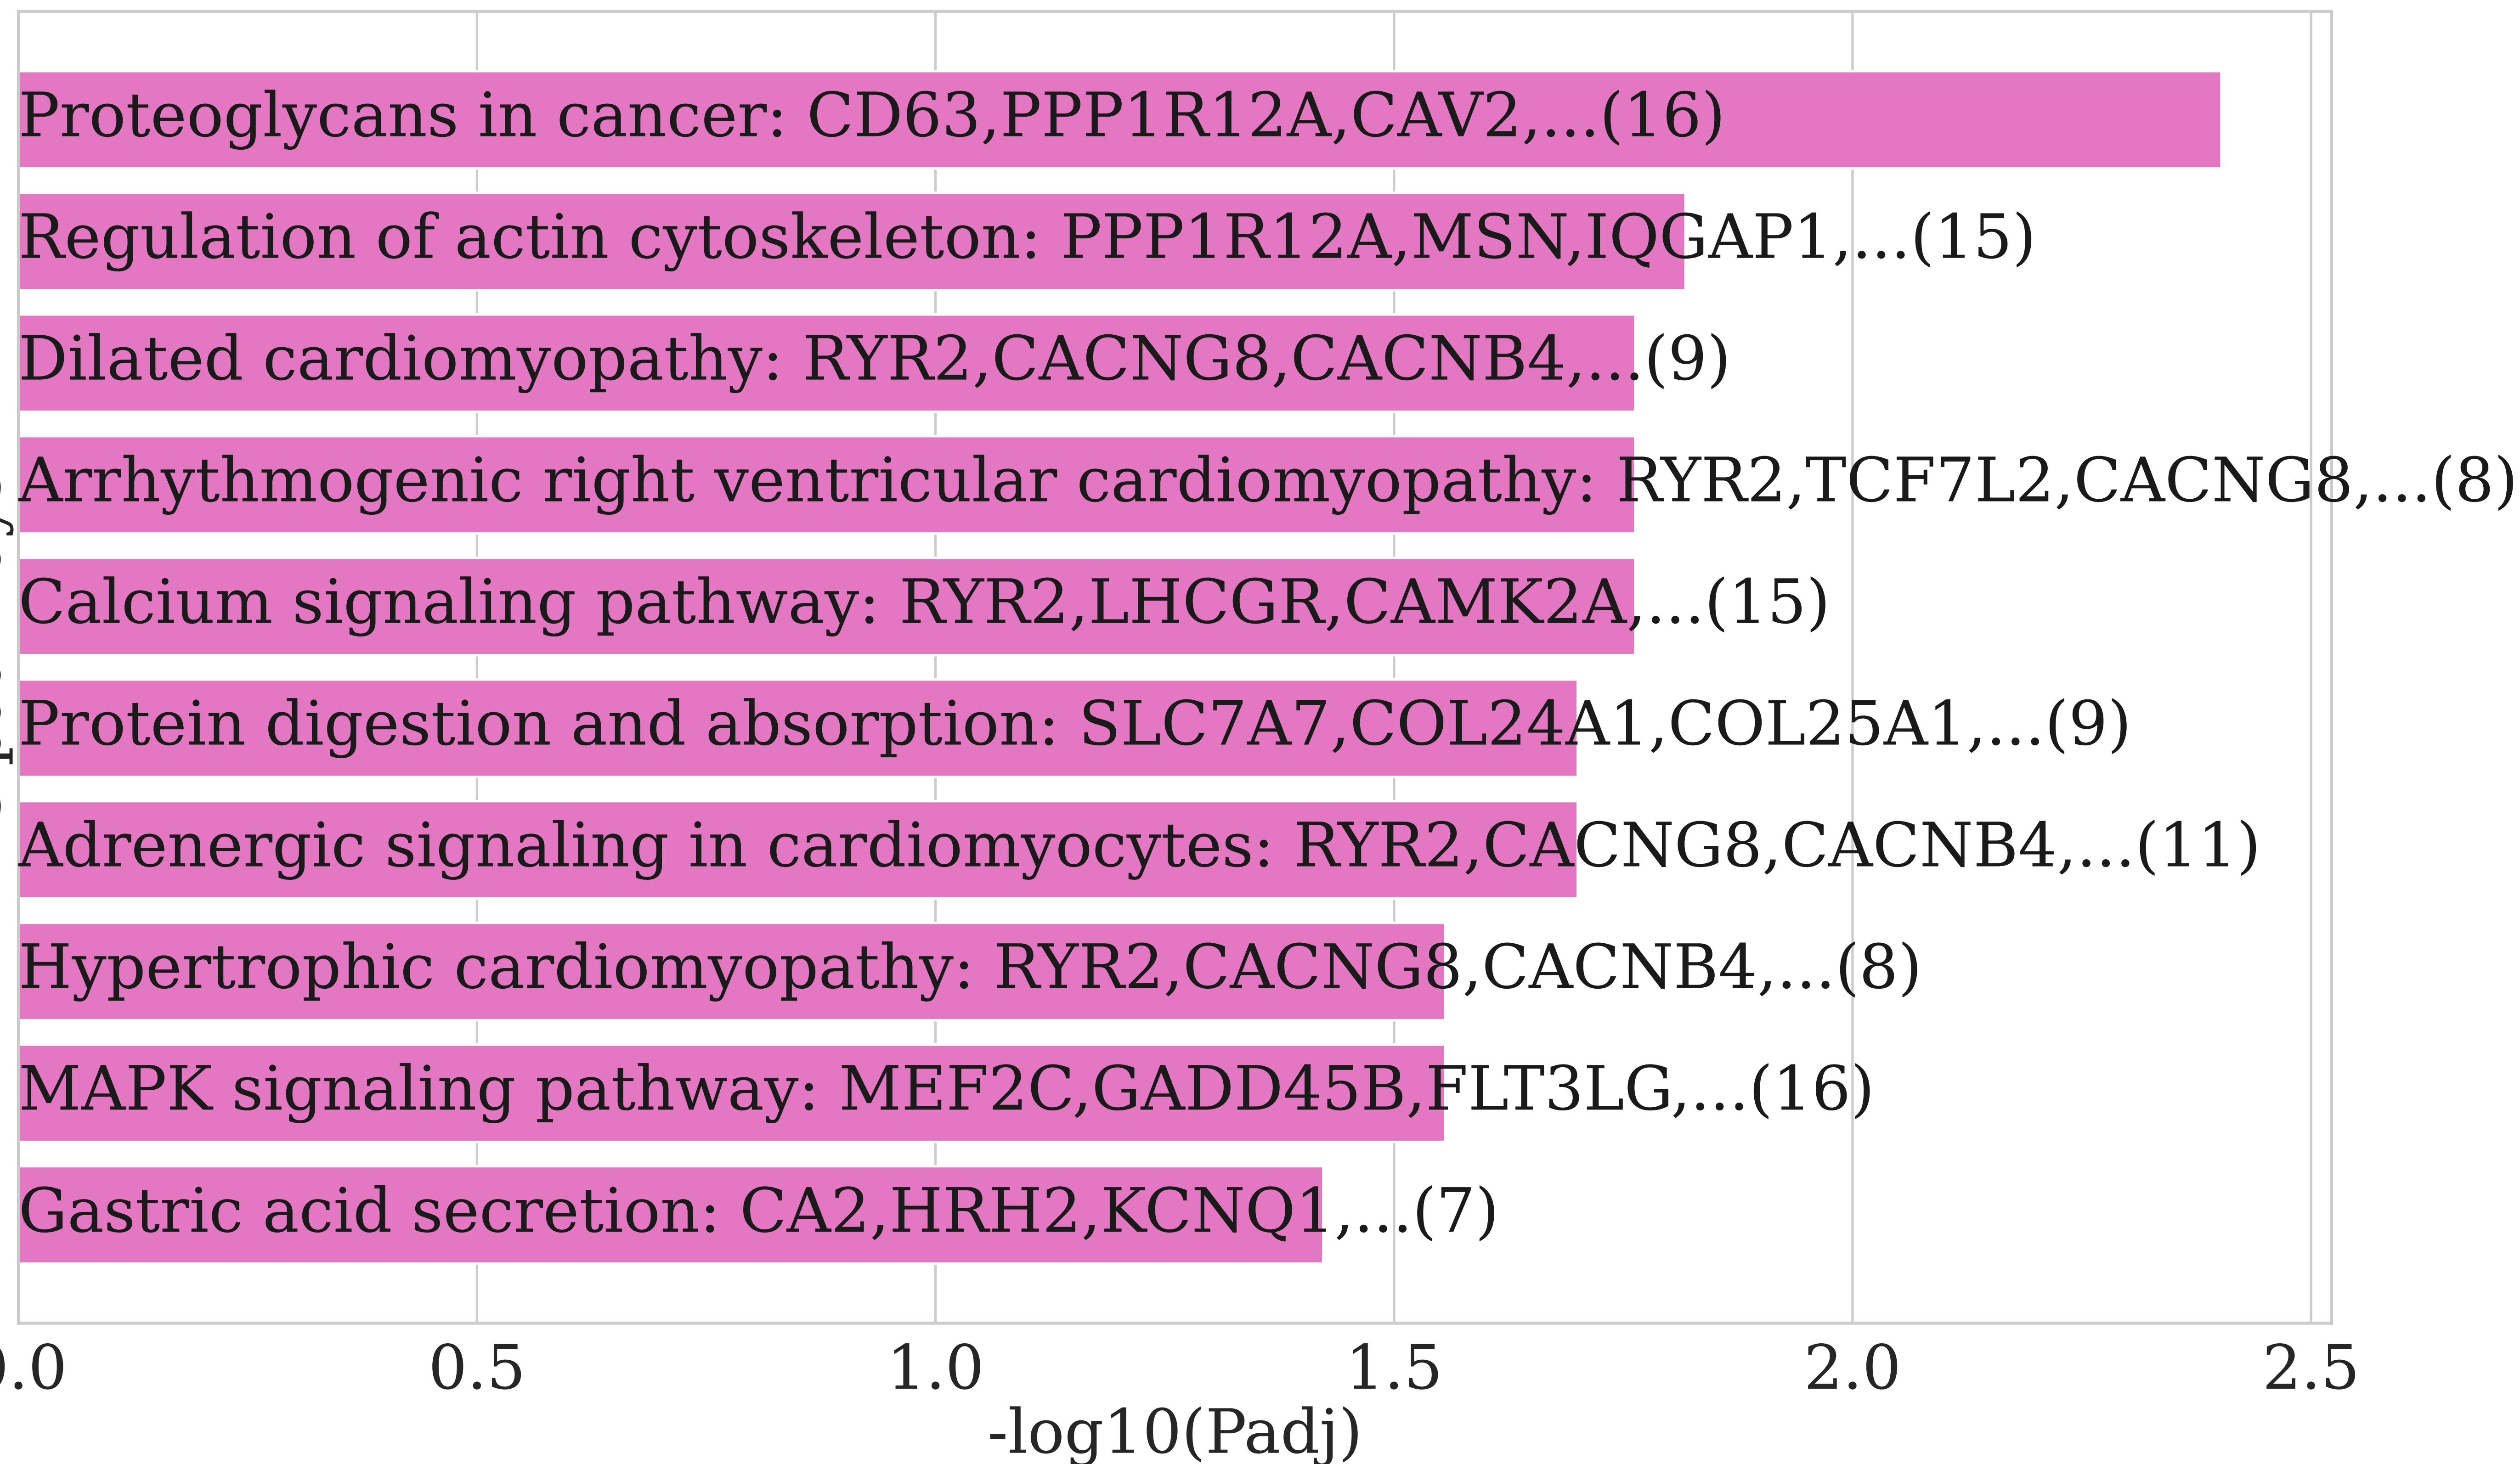 Proteoglycans in cancer: CD63,PPP1R12A,CAV2,...(16)
Regulation of actin cytoskeleton: PPP1R12A,MSN,IQGAP1,...(15)
Dilated cardiomyopathy: RYR2,CACNG8,CACNB4,...(9)
Arrhythmogenic right ventricular cardiomyopathy: RYR2,TCF7L2,CACNG8,...(8)
Calcium signaling pathway: RYR2,LHCGR,CAMK2A,...(15)
Protein digestion and absorption: SLC7A7,COL24A1,COL25A1,...(9)
Adrenergic signaling in cardiomyocytes: RYR2,CACNG8,CACNB4,...(11)
Hypertrophic cardiomyopathy: RYR2,CACNG8,CACNB4,...(8)
MAPK signaling pathway: MEF2C,GADD45B,FLT3LG,...(16)
Gastric acid secretion: CA2,HRH2,KCNQ1,...(7)
0.0 0.5 1.0 1.5 2.0 2.5
-log10(Padj)